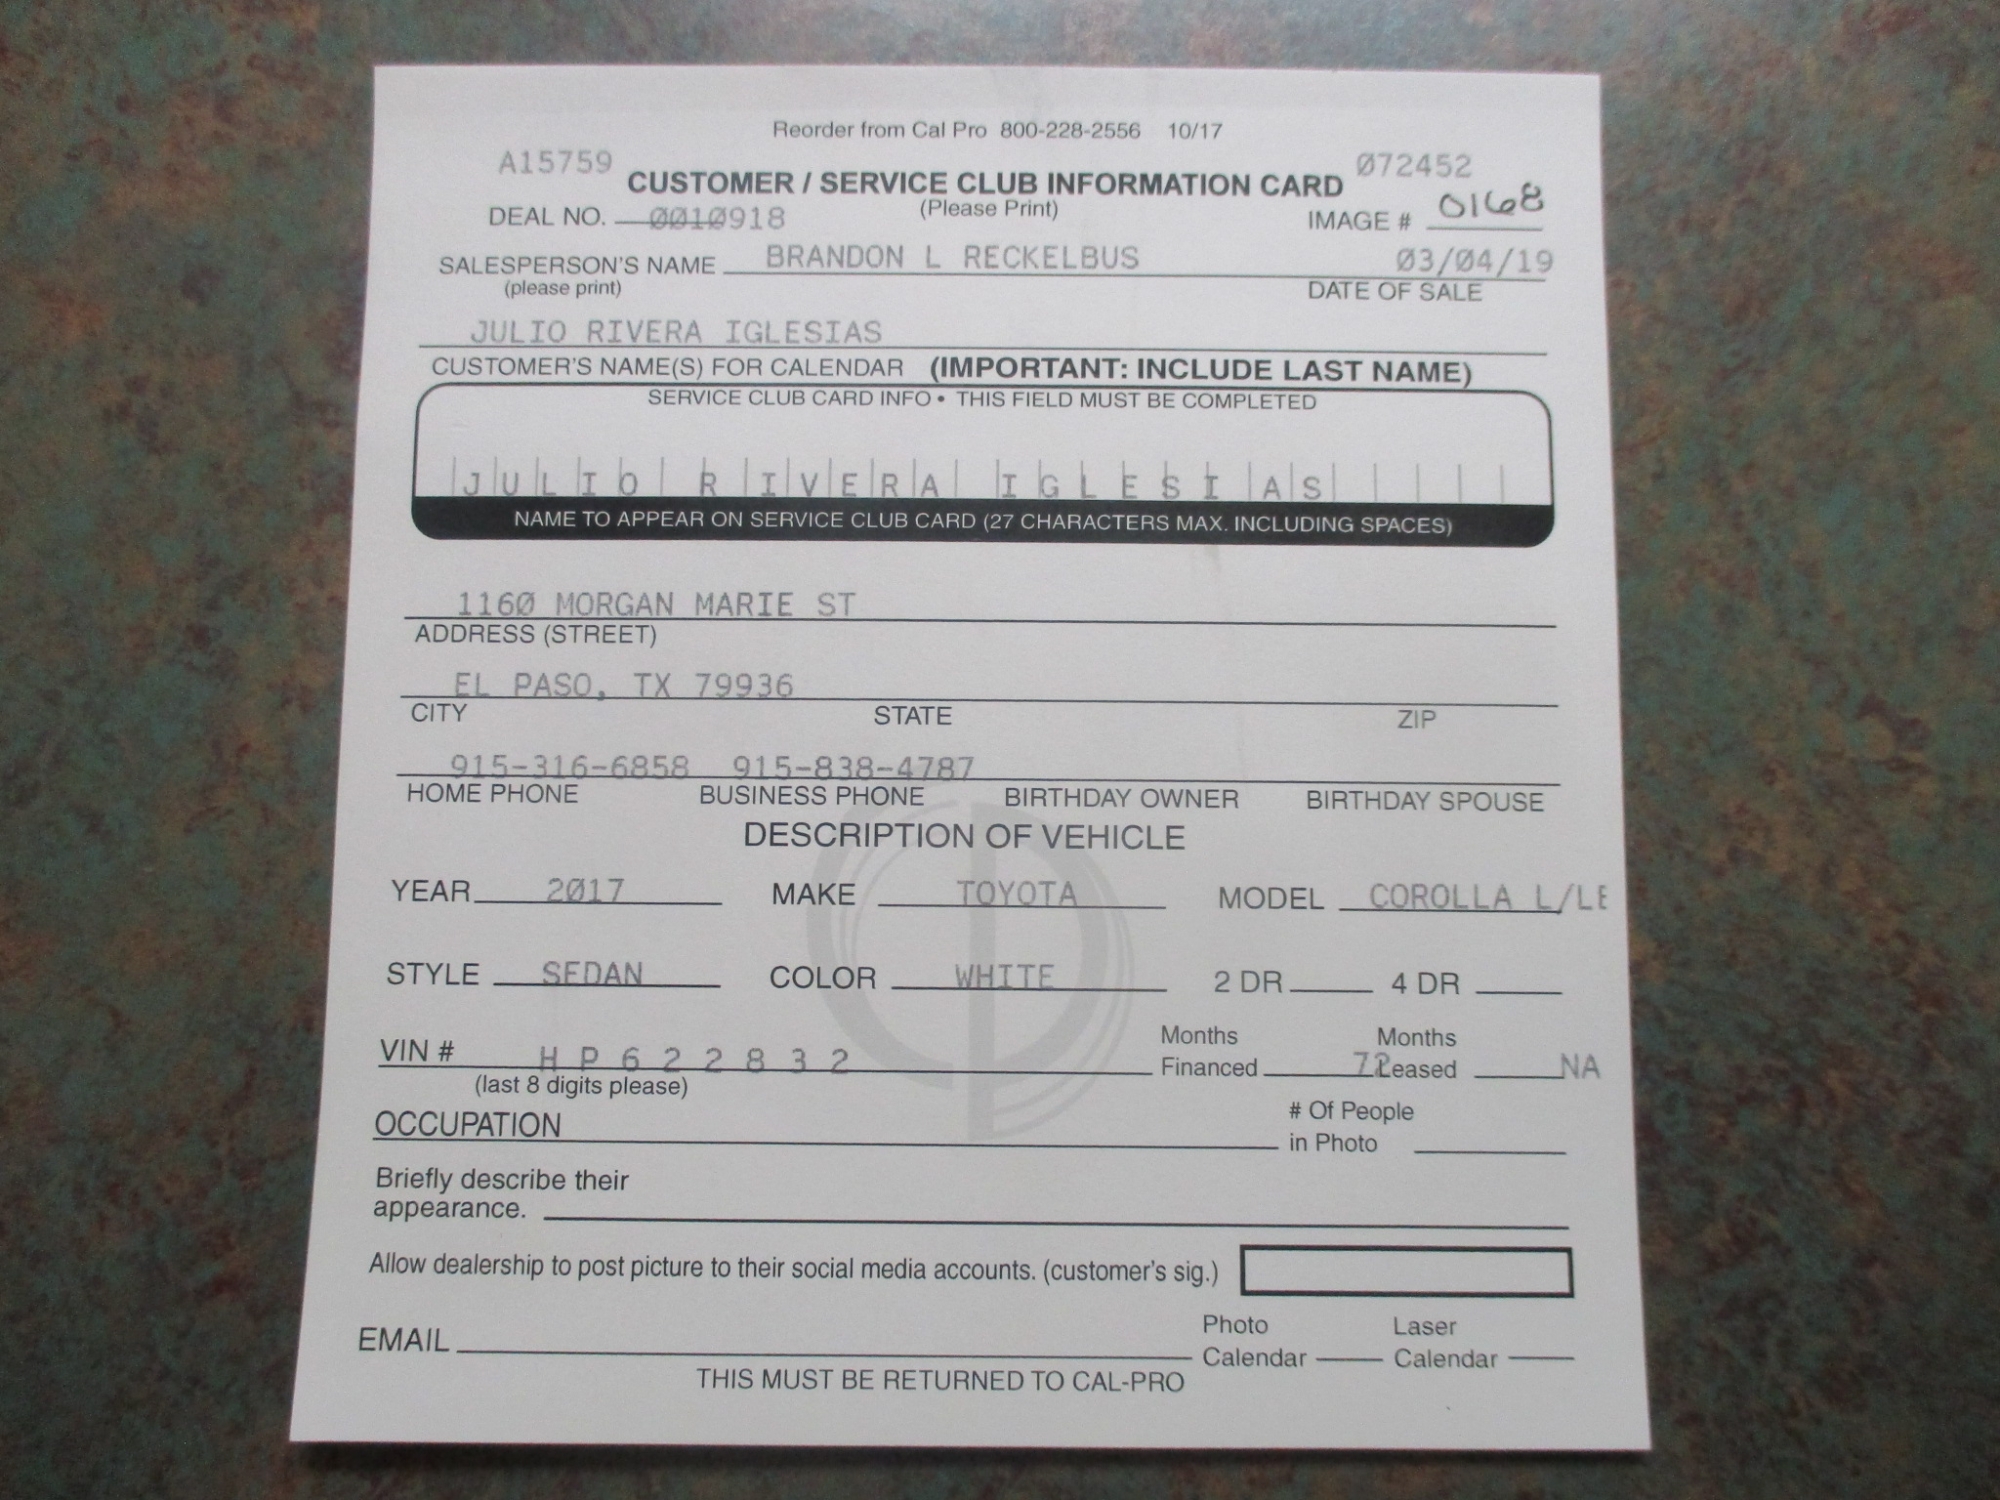 Reorder from Cal Pro 800-228-2556 10/17
A15759 072452
CUSTOMER / SERVICE CLUB INFORMATION CARD
(Please Print)
DEAL NO. 0010918 IMAGE # 0168
SALESPERSON'S NAME BRANDON L RECKELBUS 03/04/19
(please print) DATE OF SALE
JULIO RIVERA IGLESIAS
CUSTOMER'S NAME(S) FOR CALENDAR (IMPORTANT: INCLUDE LAST NAME)
SERVICE CLUB CARD INFO • THIS FIELD MUST BE COMPLETED
JULIO RIVERA IGLESIAS
NAME TO APPEAR ON SERVICE CLUB CARD (27 CHARACTERS MAX. INCLUDING SPACES)
1160 MORGAN MARIE ST
ADDRESS (STREET)
EL PASO, TX 79936
CITY STATE ZIP
915-316-6858 915-838-4787
HOME PHONE BUSINESS PHONE BIRTHDAY OWNER BIRTHDAY SPOUSE
DESCRIPTION OF VEHICLE
YEAR 2017 MAKE TOYOTA MODEL COROLLA L/LE
STYLE SEDAN COLOR WHITE 2 DR 4 DR
Months Months
VIN # HP622832 Financed 72 Leased NA
(last 8 digits please)
OCCUPATION # Of People
in Photo
Briefly describe their
appearance.
Allow dealership to post picture to their social media accounts. (customer's sig.)
Photo Laser
EMAIL Calendar Calendar
THIS MUST BE RETURNED TO CAL-PRO